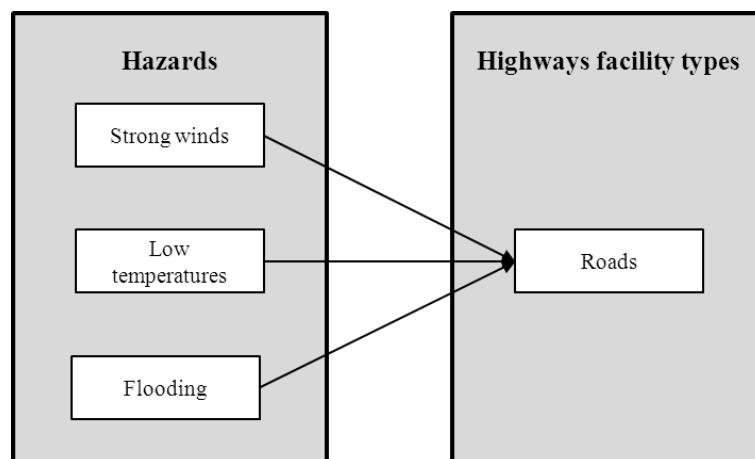 Hazards
Strong winds
Low
temperatures
Flooding
Highways facility types
Roads